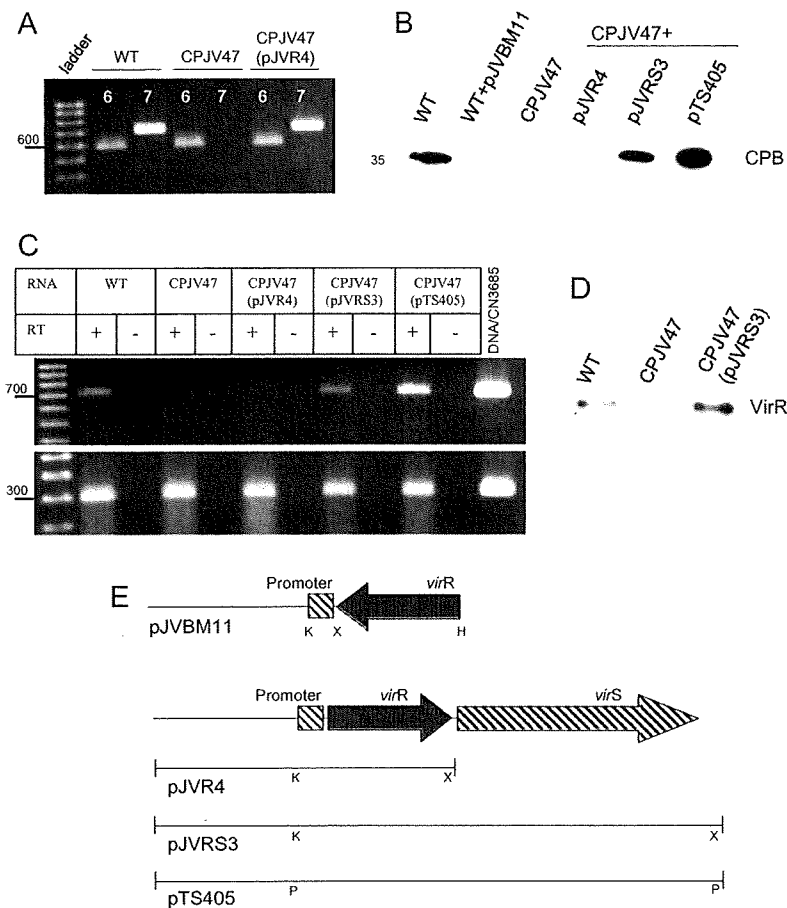 A
ladder
WT
CPJV47
CPJV47
(pJVR4)
6 7 6 7 6 7
600
B
CPJV47+
WT
WT+pJVBM11
CPJV47
pJVR4
pJVRS3
pTS405
35
CPB
C
RNA WT CPJV47 CPJV47 (pJVR4) CPJV47 (pJVRS3) CPJV47 (pTS405)
DNA/CN3685
RT + - + - + - + - + -
700
300
D
WT
CPJV47
CPJV47
(pJVRS3)
VirR
E
Promoter virR
pJVBM11
K X H
Promoter virR virS
K X
pJVR4
K X
pJVRS3
P P
pTS405